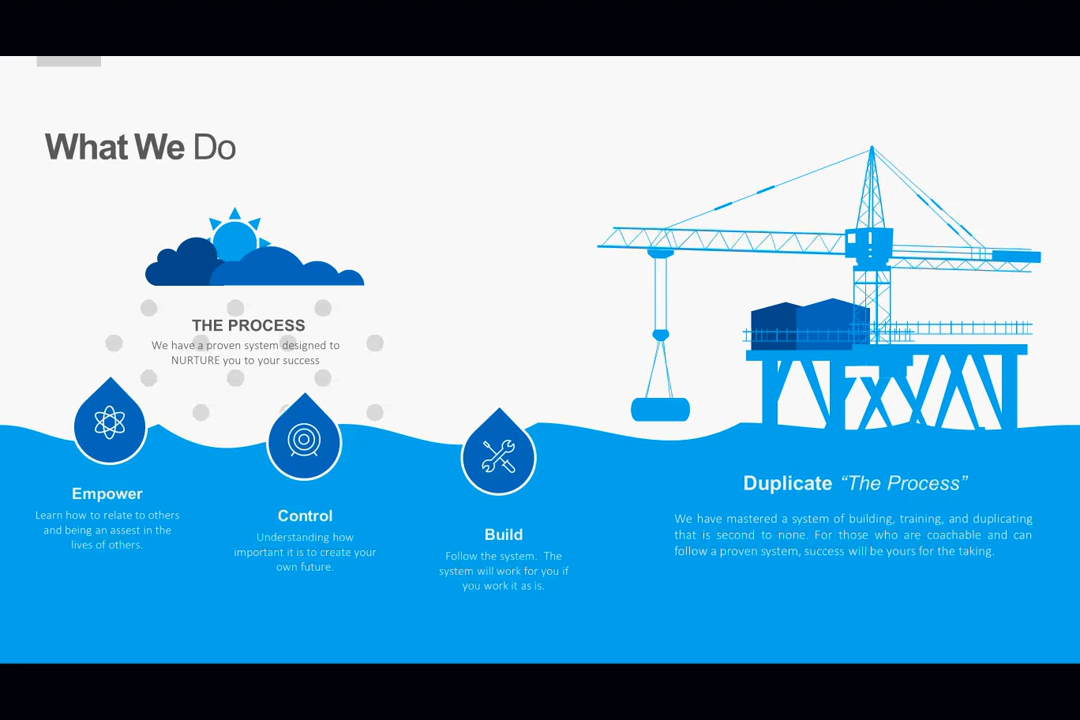 What We Do
THE PROCESS
We have a proven system designed to
NURTURE you to your success
Empower
Learn how to relate to others
and being an assest in the
lives of others.
Control
Understanding how
important it is to create your
own future.
Build
Follow the system.  The
system will work for you if
you work it as is.
Duplicate “The Process”
We have mastered a system of building, training, and duplicating
that is second to none. For those who are coachable and can
follow a proven system, success will be yours for the taking.